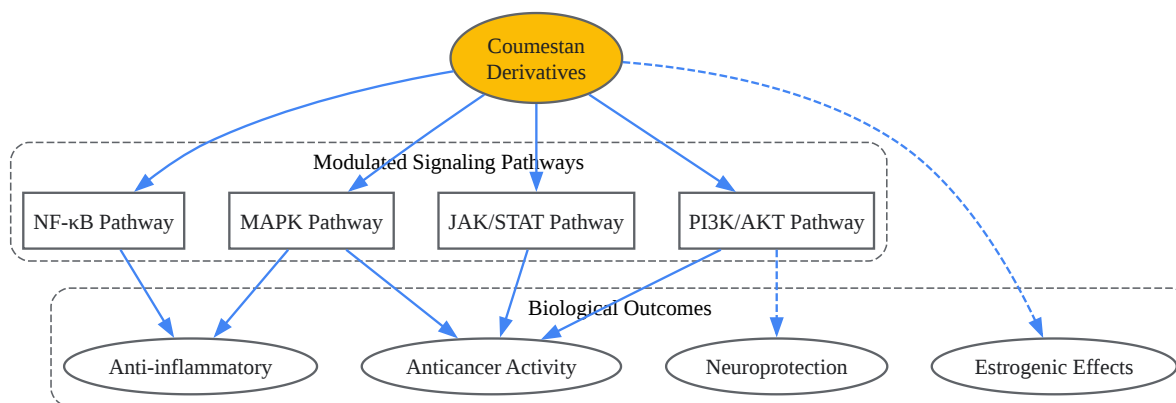 Coumestan
Derivatives
Modulated Signaling Pathways
NF-κB Pathway
MAPK Pathway
JAK/STAT Pathway
PI3K/AKT Pathway
Biological Outcomes
Anti-inflammatory
Anticancer Activity
Neuroprotection
Estrogenic Effects